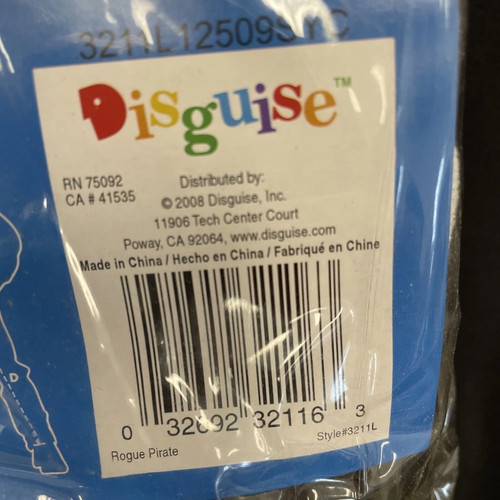 3211L12509SYC
Disguise™
RN 75092
CA # 41535
Distributed by:
© 2008 Disguise, Inc.
11906 Tech Center Court
Poway, CA 92064, www.disguise.com
Made in China / Hecho en China / Fabriqué en Chine
0 32692 32116 3
Rogue Pirate
Style#3211L
D